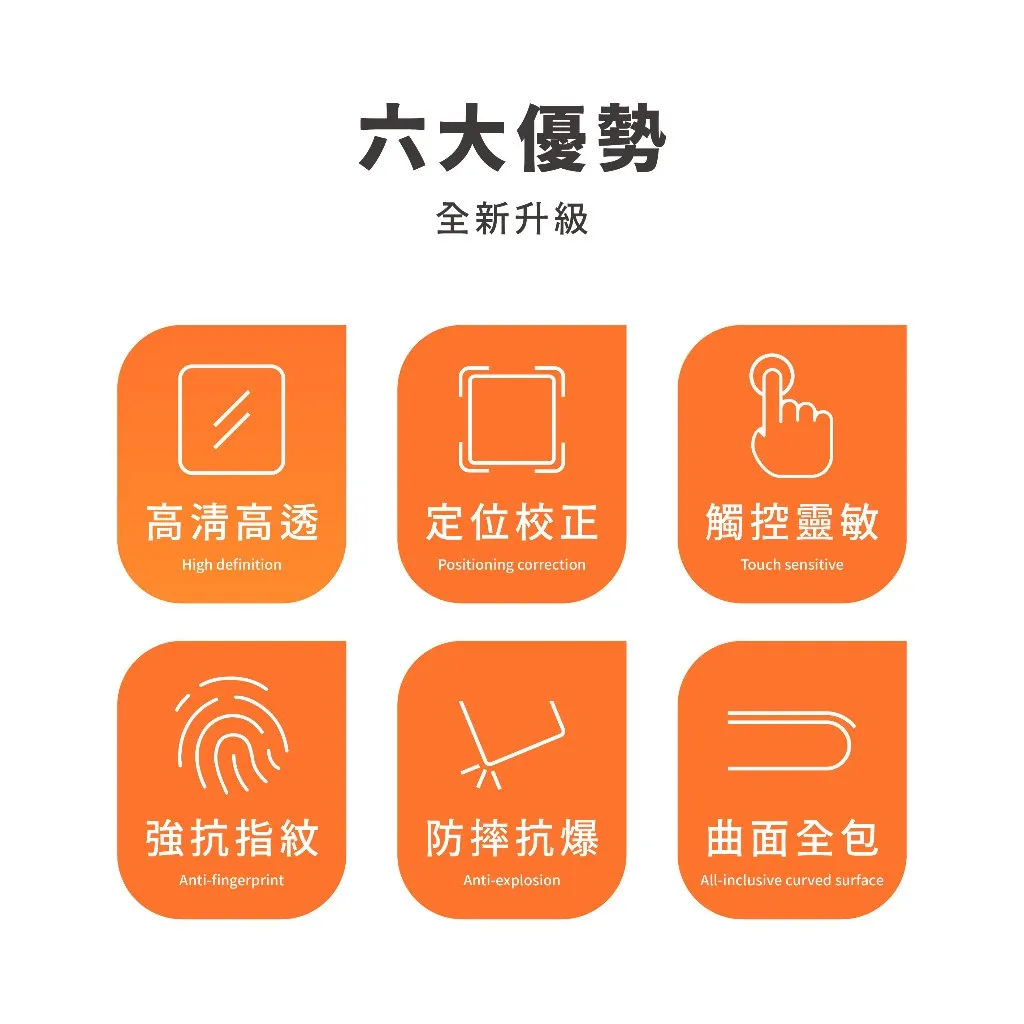 六大優勢
全新升級
高清高透
High definition
定位校正
Positioning correction
觸控靈敏
Touch sensitive
強抗指紋
Anti-fingerprint
防摔抗爆
Anti-explosion
曲面全包
All-inclusive curved surface